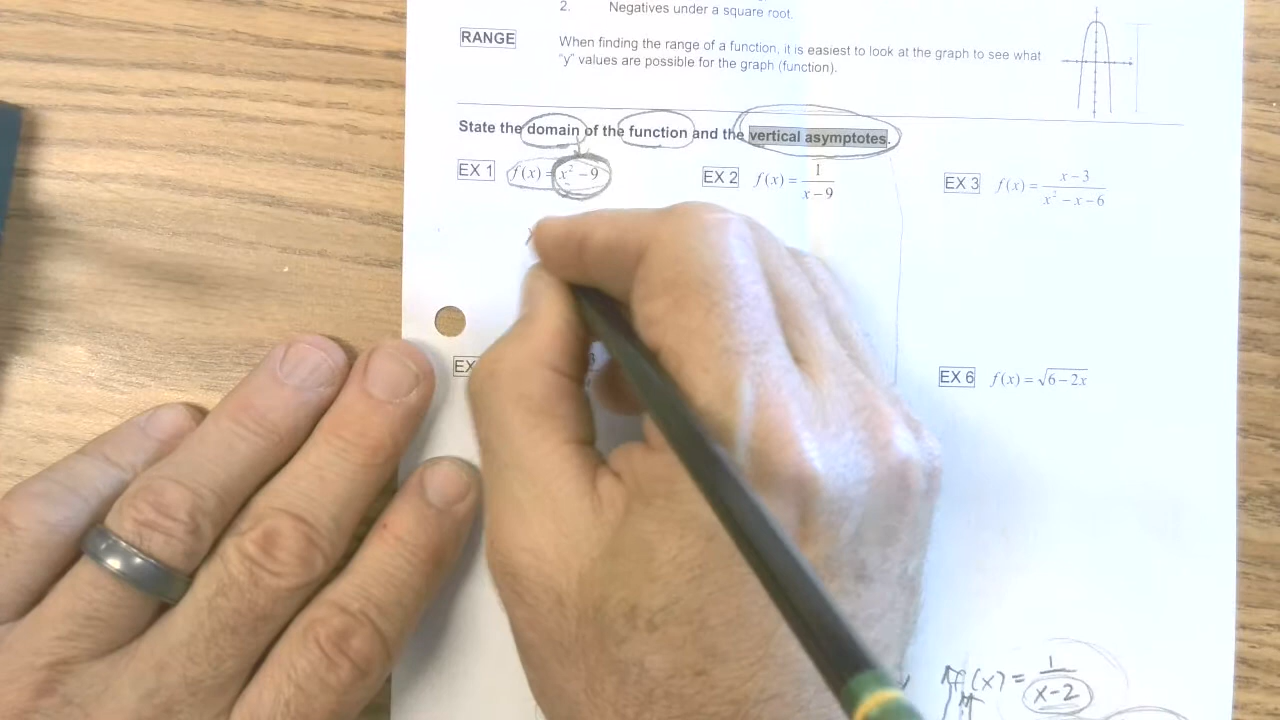 2. Negatives under a square root.
RANGE When finding the range of a function, it is easiest to look at the graph to see what
"y" values are possible for the graph (function).
State the domain of the function and the vertical asymptotes.
EX 1 f(x) = x² − 9 EX 2 f(x) = 1/(x − 9) EX 3 f(x) = (x − 3)/(x² − x − 6)
EX
EX 6 f(x) = √(6 − 2x)
f(x) = 1/(x − 2)